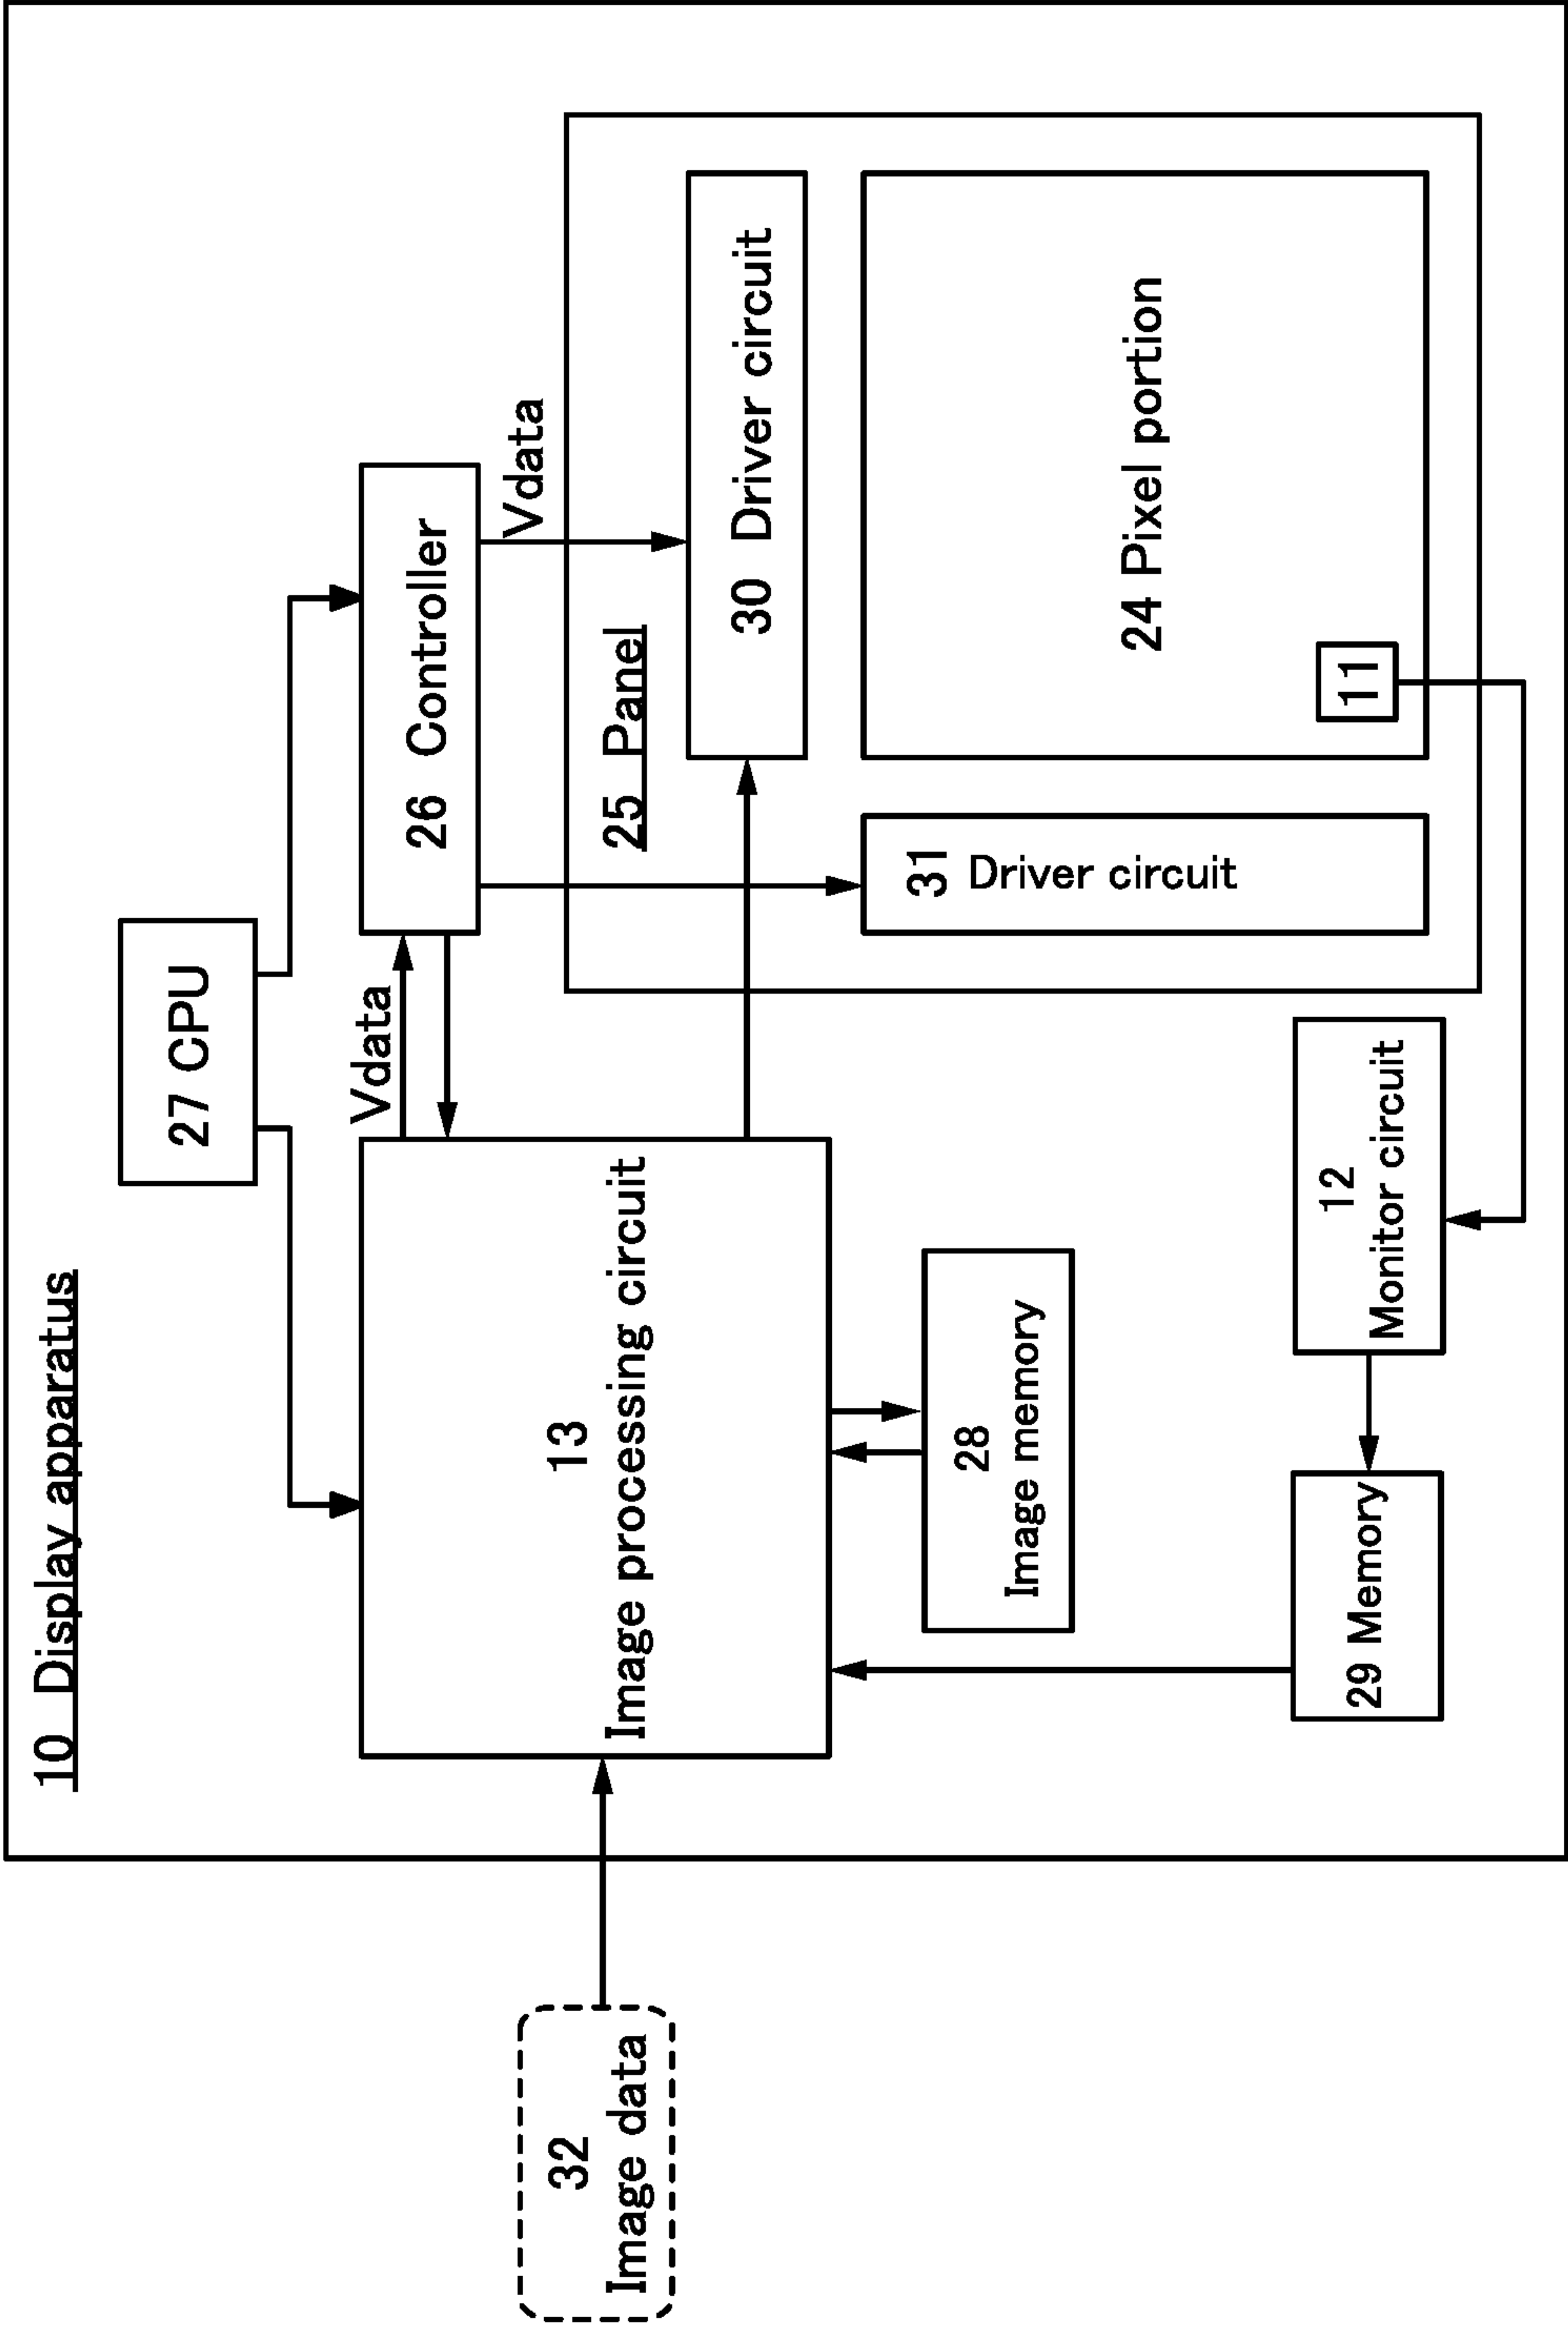 10 Display apparatus
27 CPU
Vdata
26 Controller
Vdata
32
Image data
13
Image processing circuit
25 Panel
30 Driver circuit
28
Image memory
31 Driver circuit
24 Pixel portion
11
29 Memory
12
Monitor circuit